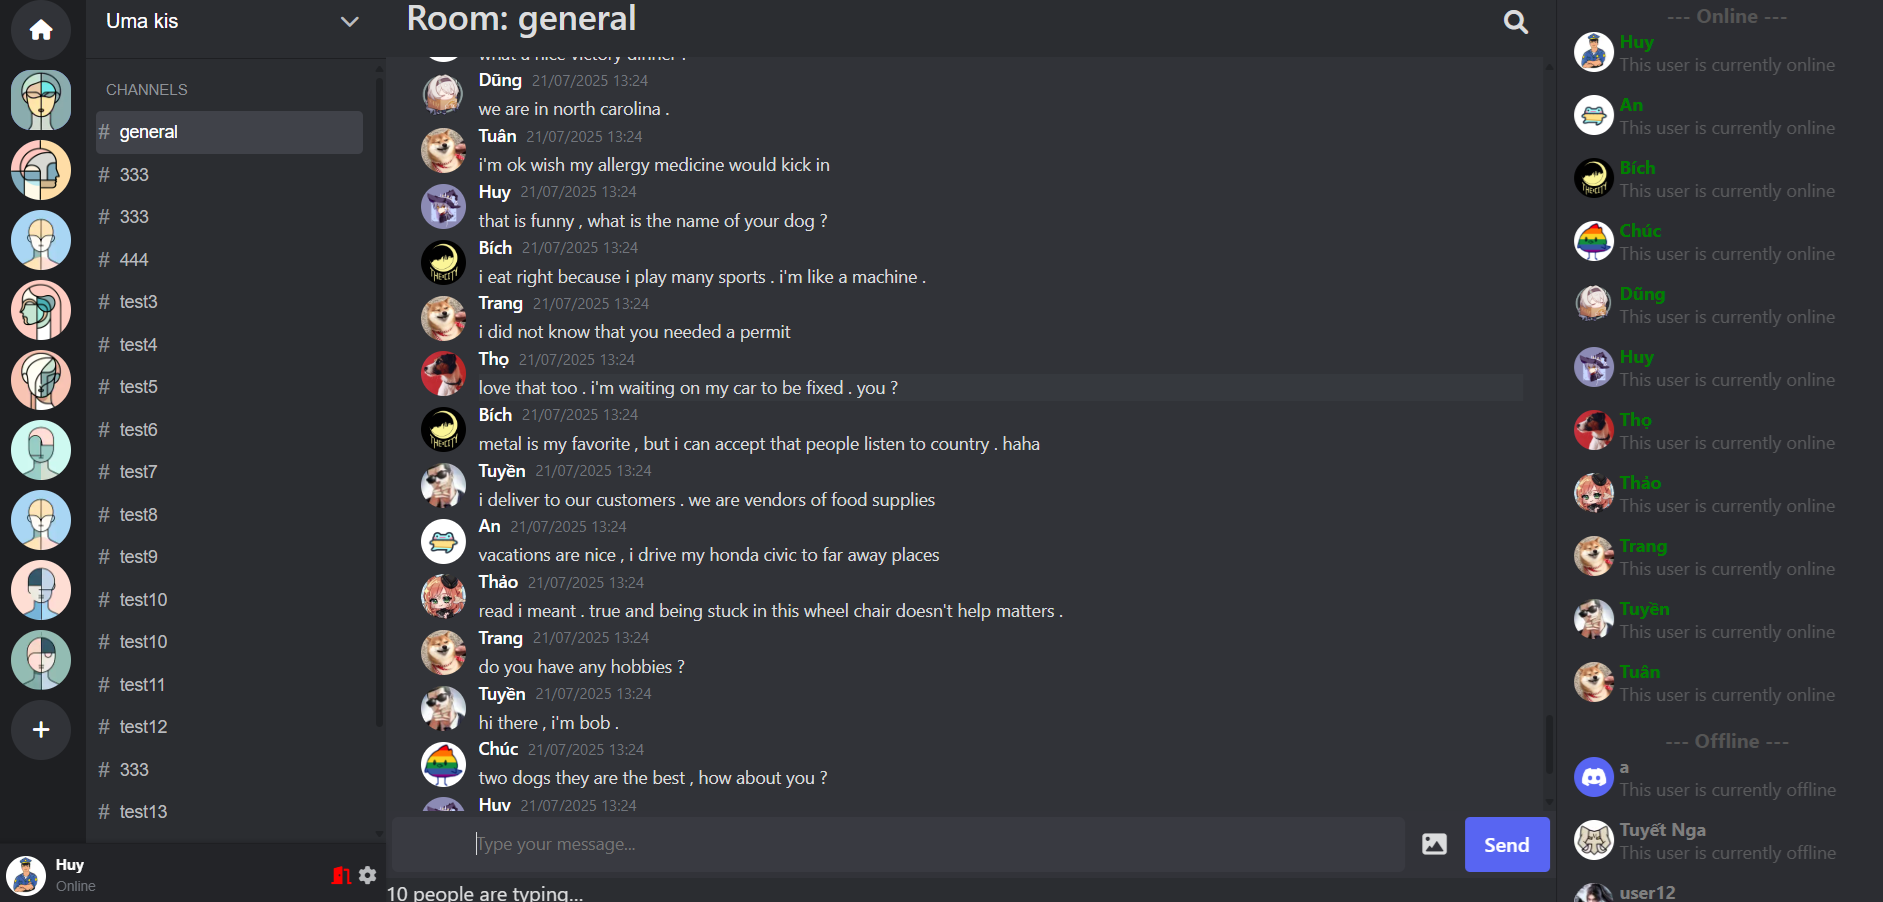 Uma kis
CHANNELS
# general
# 333
# 333
# 444
# test3
# test4
# test5
# test6
# test7
# test8
# test9
# test10
# test10
# test11
# test12
# 333
# test13
Huy
Online
Room: general
what a nice victory dinner !
Dũng 21/07/2025 13:24
we are in north carolina .
Tuân 21/07/2025 13:24
i'm ok wish my allergy medicine would kick in
Huy 21/07/2025 13:24
that is funny , what is the name of your dog ?
Bích 21/07/2025 13:24
i eat right because i play many sports . i'm like a machine .
Trang 21/07/2025 13:24
i did not know that you needed a permit
Thọ 21/07/2025 13:24
love that too . i'm waiting on my car to be fixed . you ?
Bích 21/07/2025 13:24
metal is my favorite , but i can accept that people listen to country . haha
Tuyền 21/07/2025 13:24
i deliver to our customers . we are vendors of food supplies
An 21/07/2025 13:24
vacations are nice , i drive my honda civic to far away places
Thảo 21/07/2025 13:24
read i meant . true and being stuck in this wheel chair doesn't help matters .
Trang 21/07/2025 13:24
do you have any hobbies ?
Tuyền 21/07/2025 13:24
hi there , i'm bob .
Chúc 21/07/2025 13:24
two dogs they are the best , how about you ?
Huy 21/07/2025 13:24
Type your message...
Send
10 people are typing...
--- Online ---
Huy
This user is currently online
An
This user is currently online
Bích
THE CITY
This user is currently online
Chúc
This user is currently online
Dũng
This user is currently online
Huy
This user is currently online
Thọ
This user is currently online
Thảo
This user is currently online
Trang
This user is currently online
Tuyền
This user is currently online
Tuân
This user is currently online
--- Offline ---
a
This user is currently offline
Tuyết Nga
This user is currently offline
user12